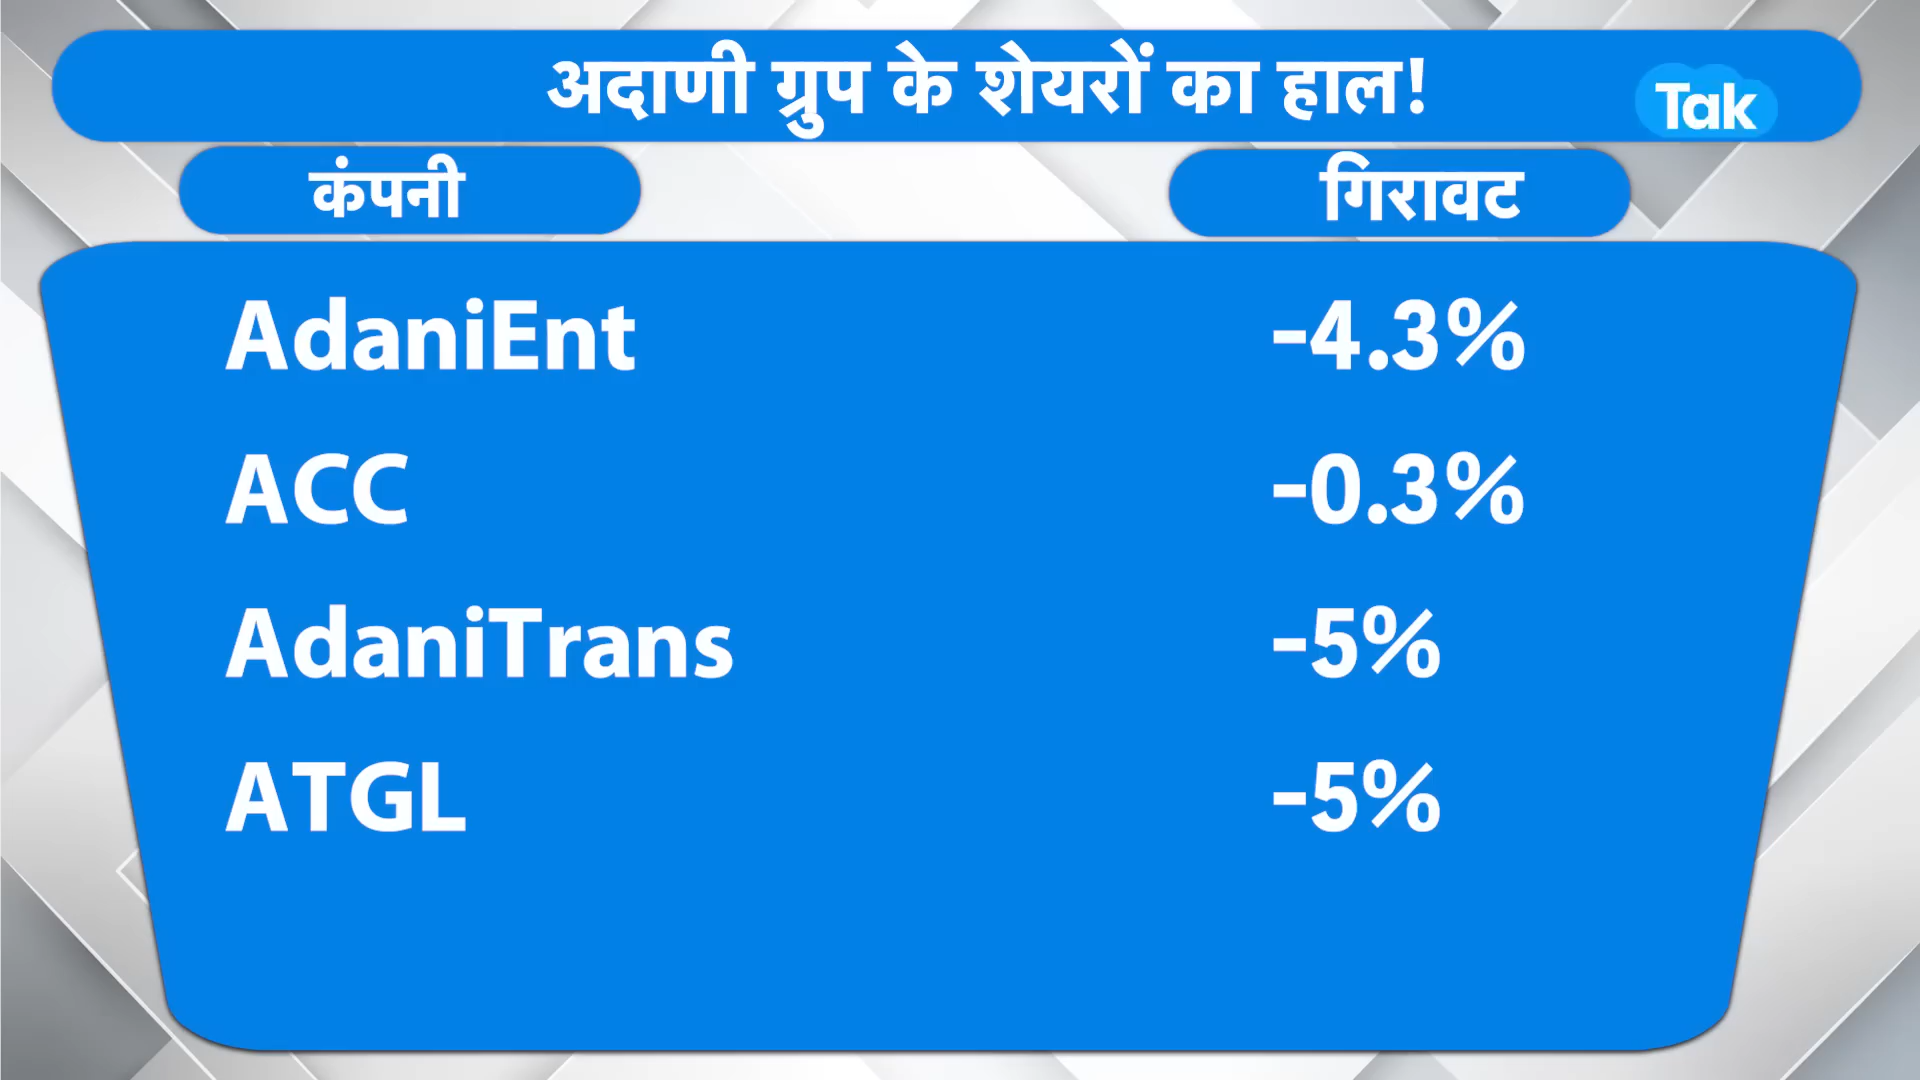 अदाणी ग्रुप के शेयरों का हाल!
Tak
कंपनी गिरावट
AdaniEnt -4.3%
ACC -0.3%
AdaniTrans -5%
ATGL -5%